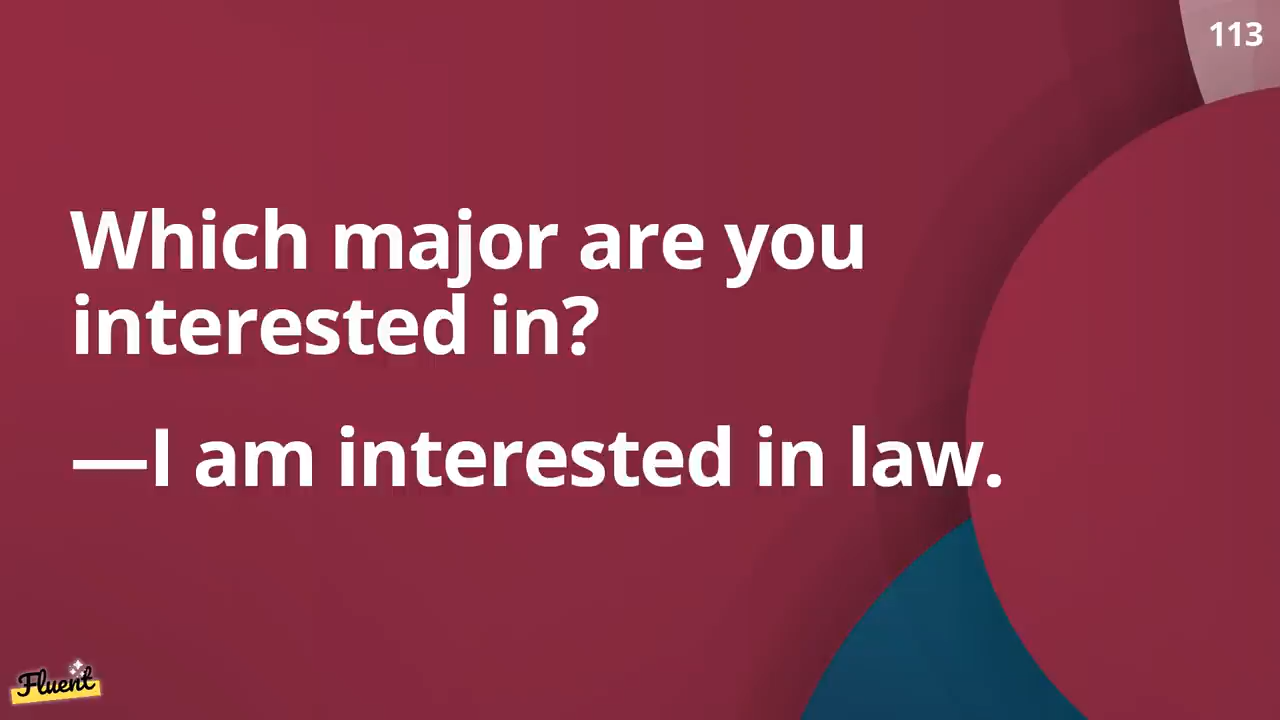 113
Which major are you
interested in?
—I am interested in law.
Fluent